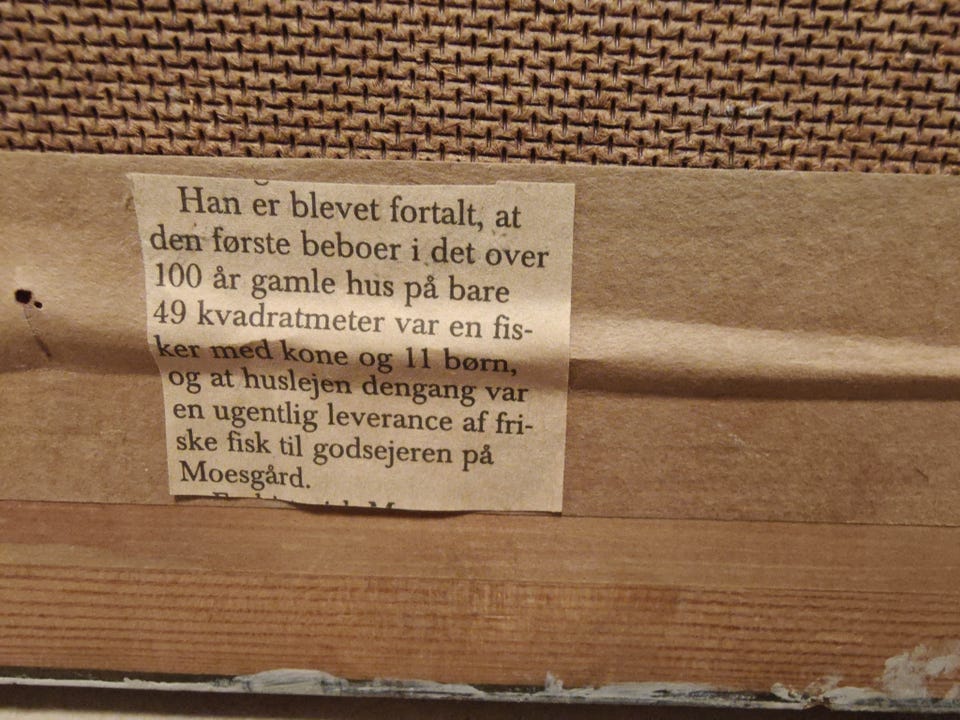 Han er blevet fortalt, at
den første beboer i det over
100 år gamle hus på bare
49 kvadratmeter var en fis-
ker med kone og 11 børn,
og at huslejen dengang var
en ugentlig leverance af fri-
ske fisk til godsejeren på
Moesgård.